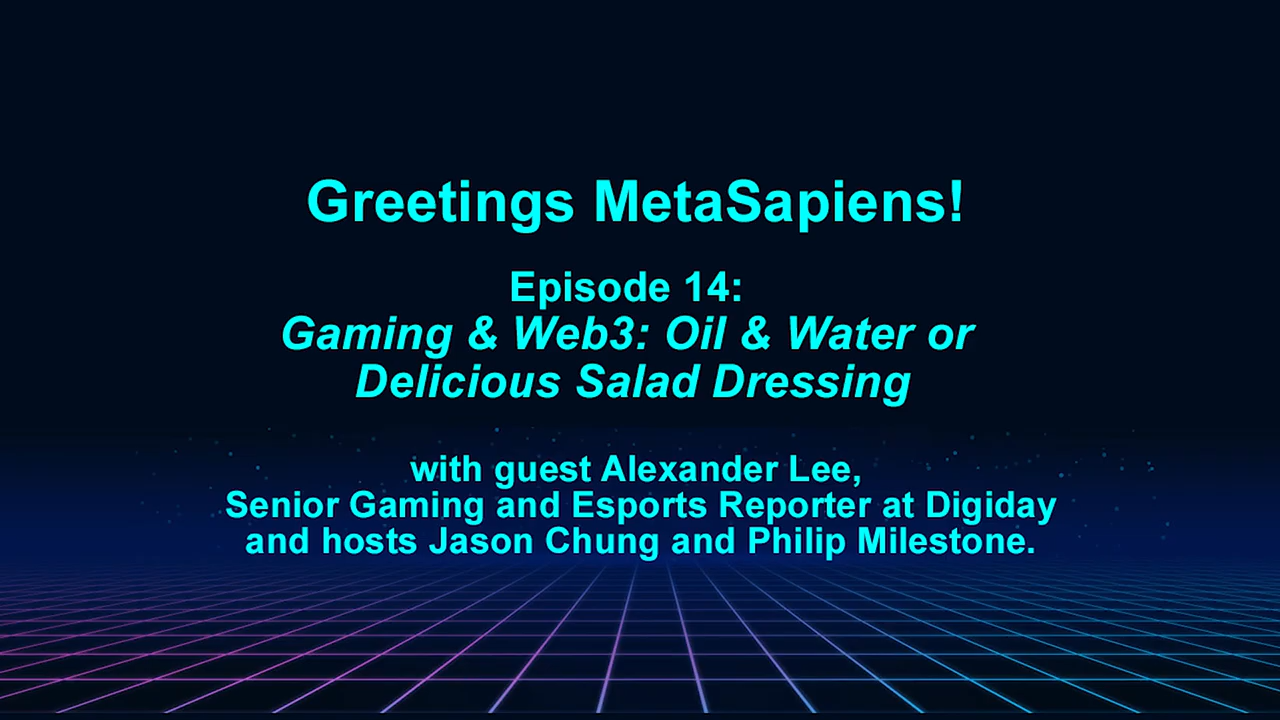 Greetings MetaSapiens!
Episode 14:
Gaming & Web3: Oil & Water or
Delicious Salad Dressing
with guest Alexander Lee,
Senior Gaming and Esports Reporter at Digiday
and hosts Jason Chung and Philip Milestone.